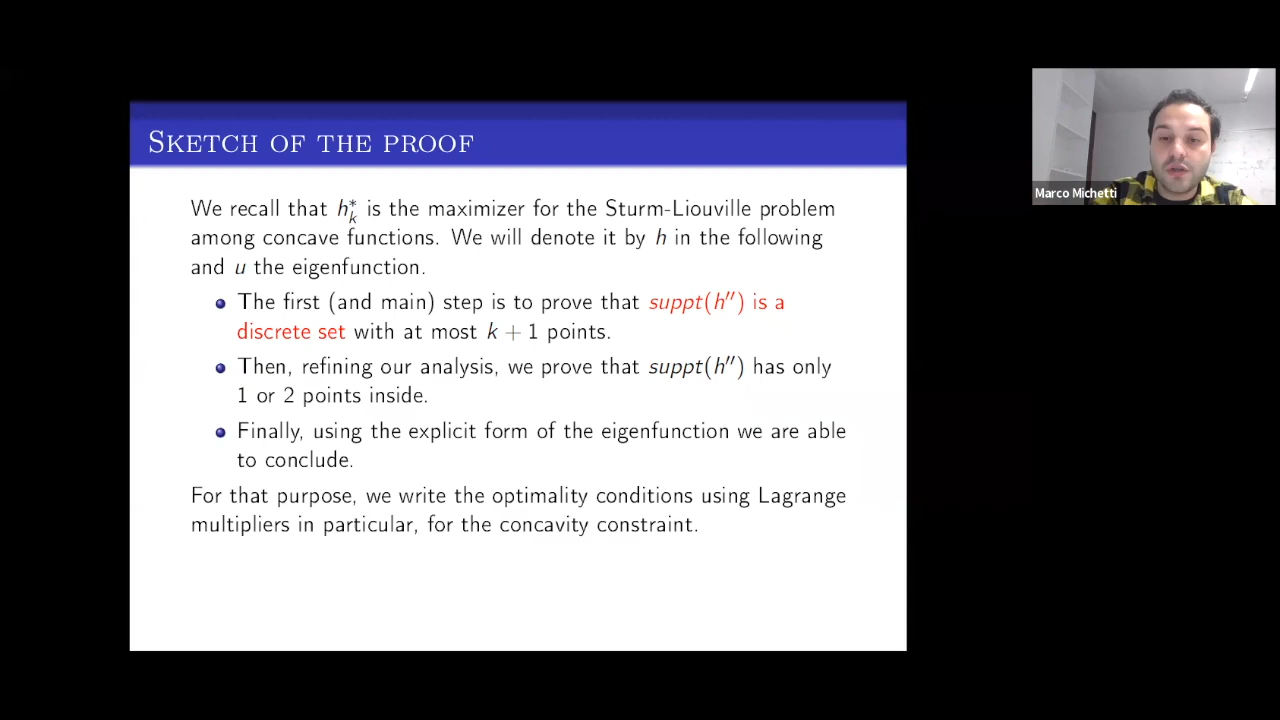 SKETCH OF THE PROOF
We recall that h*_k is the maximizer for the Sturm-Liouville problem
among concave functions. We will denote it by h in the following
and u the eigenfunction.
The first (and main) step is to prove that suppt(h'') is a
discrete set with at most k + 1 points.
Then, refining our analysis, we prove that suppt(h'') has only
1 or 2 points inside.
Finally, using the explicit form of the eigenfunction we are able
to conclude.
For that purpose, we write the optimality conditions using Lagrange
multipliers in particular, for the concavity constraint.
Marco Michetti